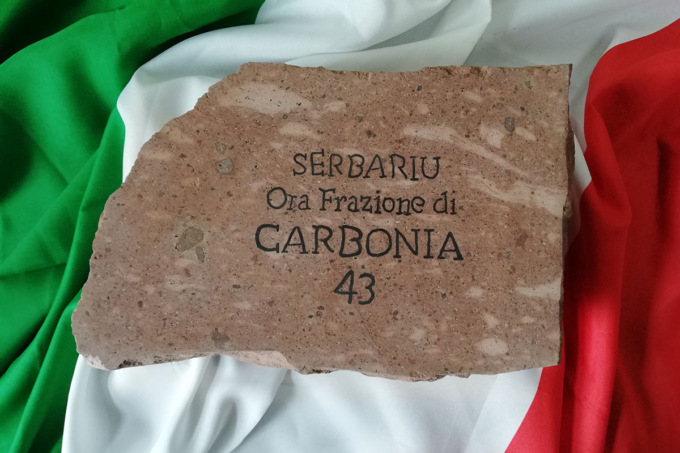 SERBARIU
Ora Frazione di
CARBONIA
43